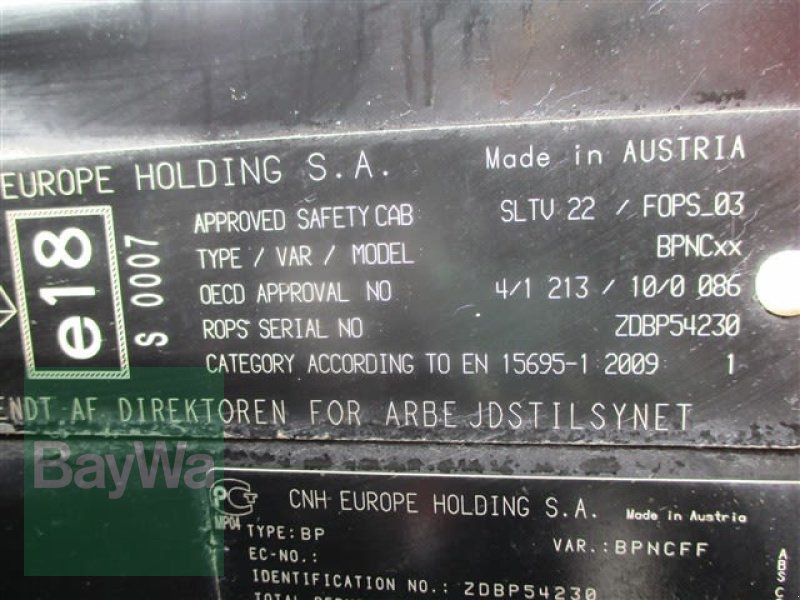 EUROPE HOLDING S.A. Made in AUSTRIA
e18
S 0007
APPROVED SAFETY CAB SLTV 22 / FOPS_03
TYPE / VAR / MODEL BPNCxx
OECD APPROVAL NO 4/1 213 / 10/0 086
ROPS SERIAL NO ZDBP54230
CATEGORY ACCORDING TO EN 15695-1 2009 1
ENDT AF DIREKTOREN FOR ARBEJDSTILSYNET
BayWa
MP04
CNH EUROPE HOLDING S.A. Made in Austria
TYPE: BP VAR.: BPNCFF
EC-NO.:
IDENTIFICATION NO.: ZDBP54230